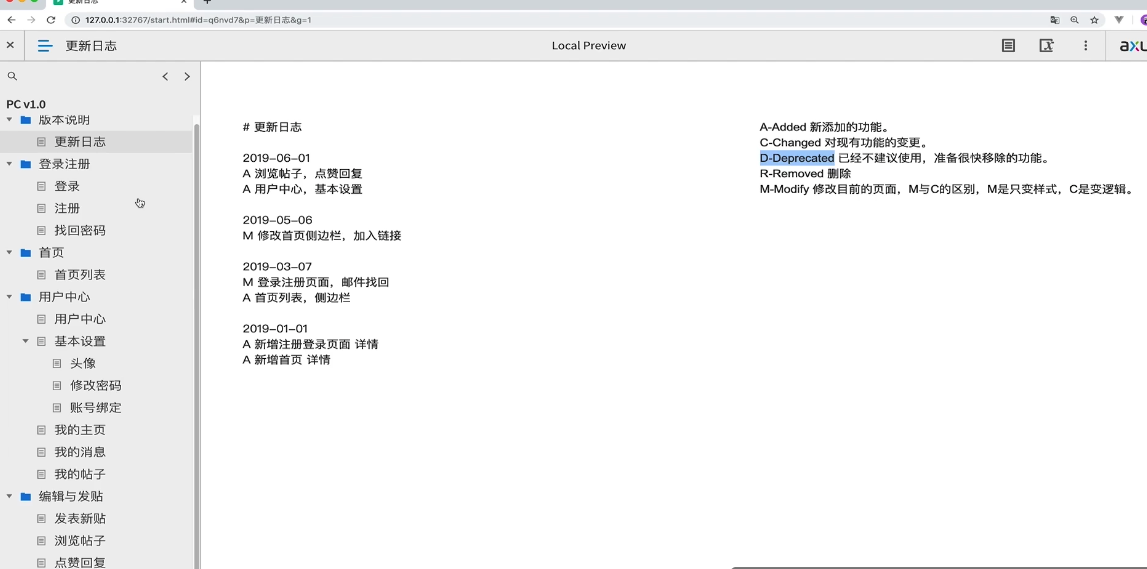 更新日志
127.0.0.1:32767/start.html#id=q6nvd7&p=更新日志&g=1
更新日志
Local Preview
PC v1.0
版本说明
更新日志
登录注册
登录
注册
找回密码
首页
首页列表
用户中心
用户中心
基本设置
头像
修改密码
账号绑定
我的主页
我的消息
我的帖子
编辑与发贴
发表新贴
浏览帖子
点赞回复
# 更新日志
2019-06-01
A 浏览帖子，点赞回复
A 用户中心，基本设置
2019-05-06
M 修改首页侧边栏，加入链接
2019-03-07
M 登录注册页面，邮件找回
A 首页列表，侧边栏
2019-01-01
A 新增注册登录页面 详情
A 新增首页 详情
A-Added 新添加的功能。
C-Changed 对现有功能的变更。
D-Deprecated 已经不建议使用，准备很快移除的功能。
R-Removed 删除
M-Modify 修改目前的页面，M与C的区别，M是只变样式，C是变逻辑。